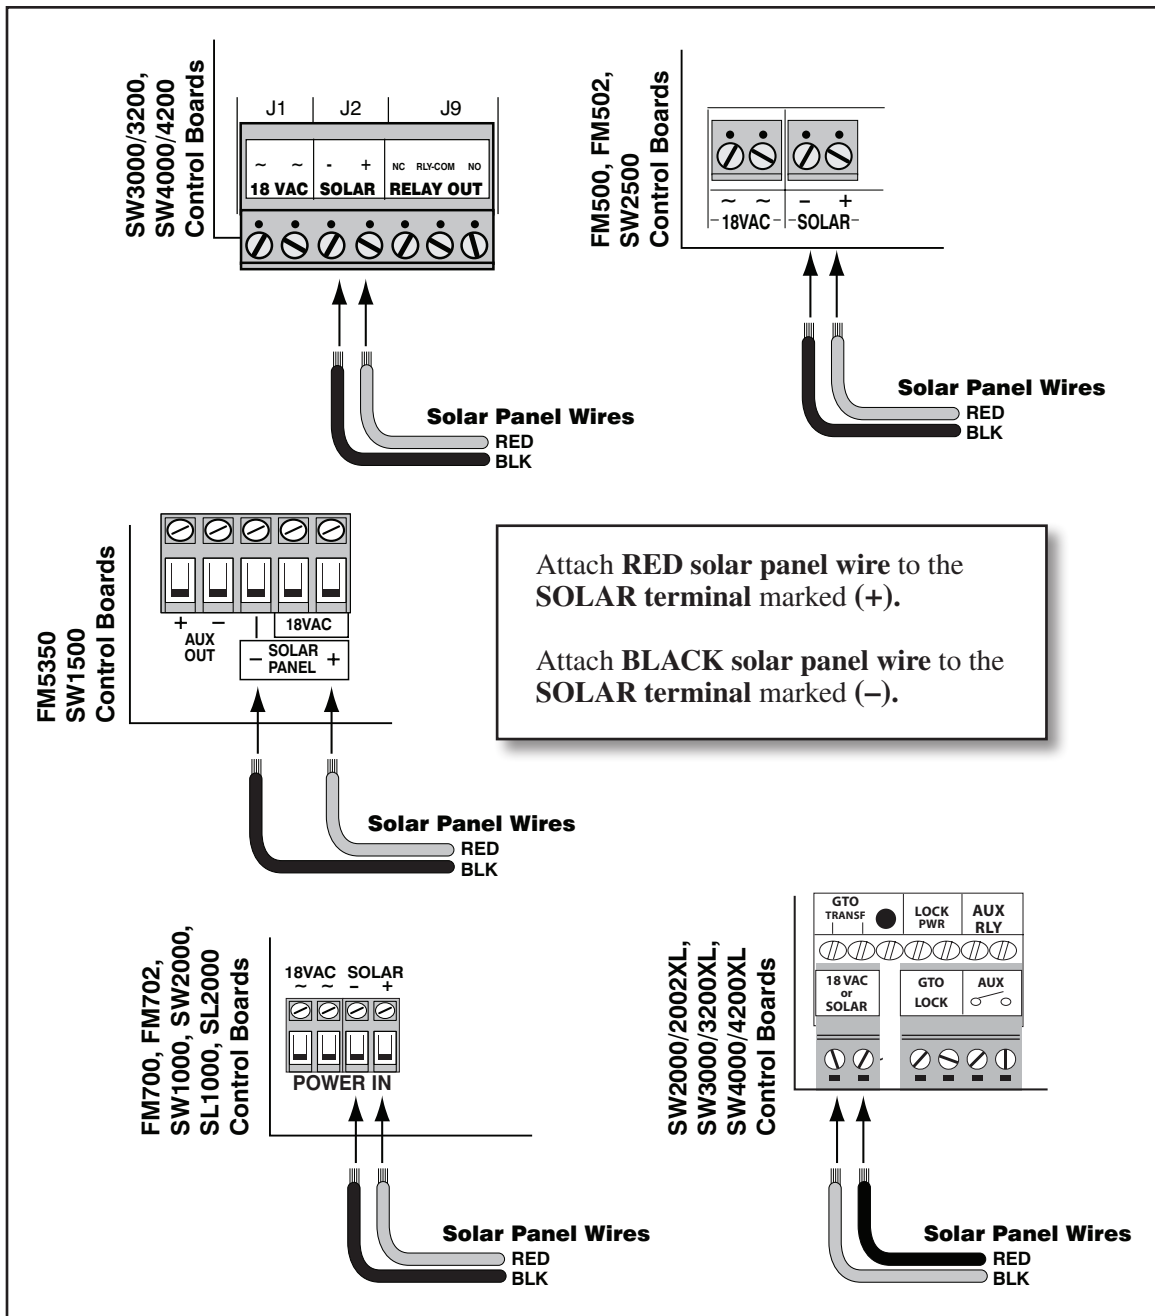 SW3000/3200,
SW4000/4200
Control Boards
J1 J2 J9
~ ~ - + NC RLY-COM NO
18 VAC SOLAR RELAY OUT
Solar Panel Wires
RED
BLK
FM500, FM502,
SW2500
Control Boards
~ ~ – +
18VAC SOLAR
Solar Panel Wires
RED
BLK
FM5350
SW1500
Control Boards
+ – 18VAC
AUX
OUT
– SOLAR
PANEL +
Solar Panel Wires
RED
BLK
Attach RED solar panel wire to the
SOLAR terminal marked (+).
Attach BLACK solar panel wire to the
SOLAR terminal marked (–).
FM700, FM702,
SW1000, SW2000,
SL1000, SL2000
Control Boards
18VAC SOLAR
~ ~ – +
POWER IN
Solar Panel Wires
RED
BLK
SW2000/2002XL,
SW3000/3200XL,
SW4000/4200XL
Control Boards
GTO
TRANSF
LOCK
PWR
AUX
RLY
18 VAC
or
SOLAR
GTO
LOCK
AUX
Solar Panel Wires
RED
BLK